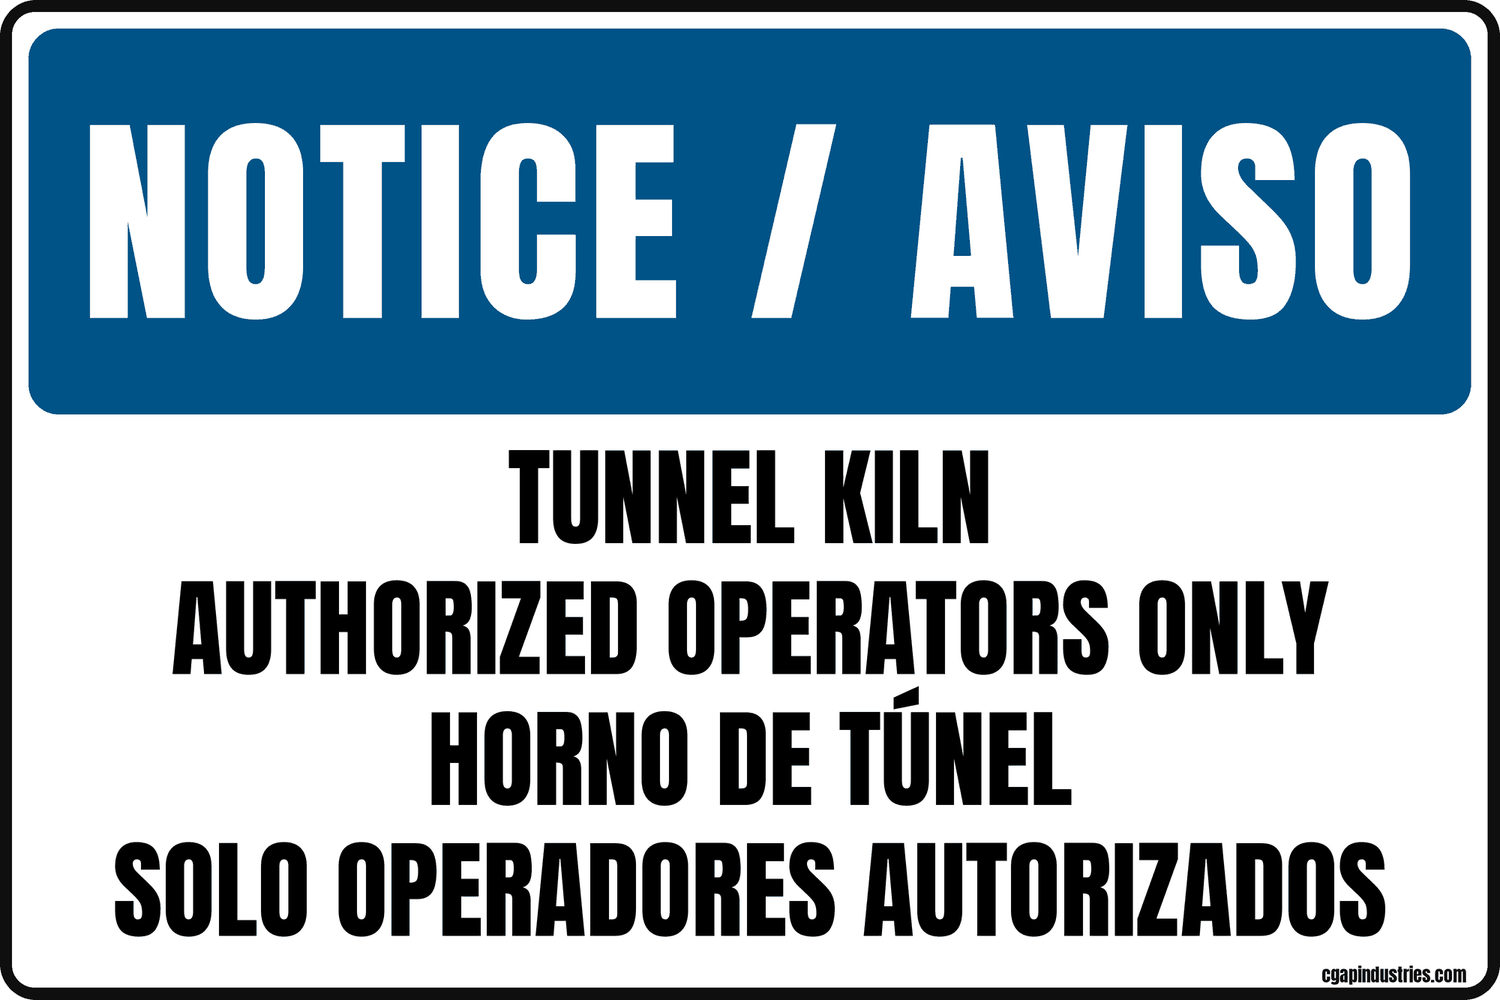 NOTICE / AVISO
TUNNEL KILN
AUTHORIZED OPERATORS ONLY
HORNO DE TÚNEL
SOLO OPERADORES AUTORIZADOS
cgapindustries.com